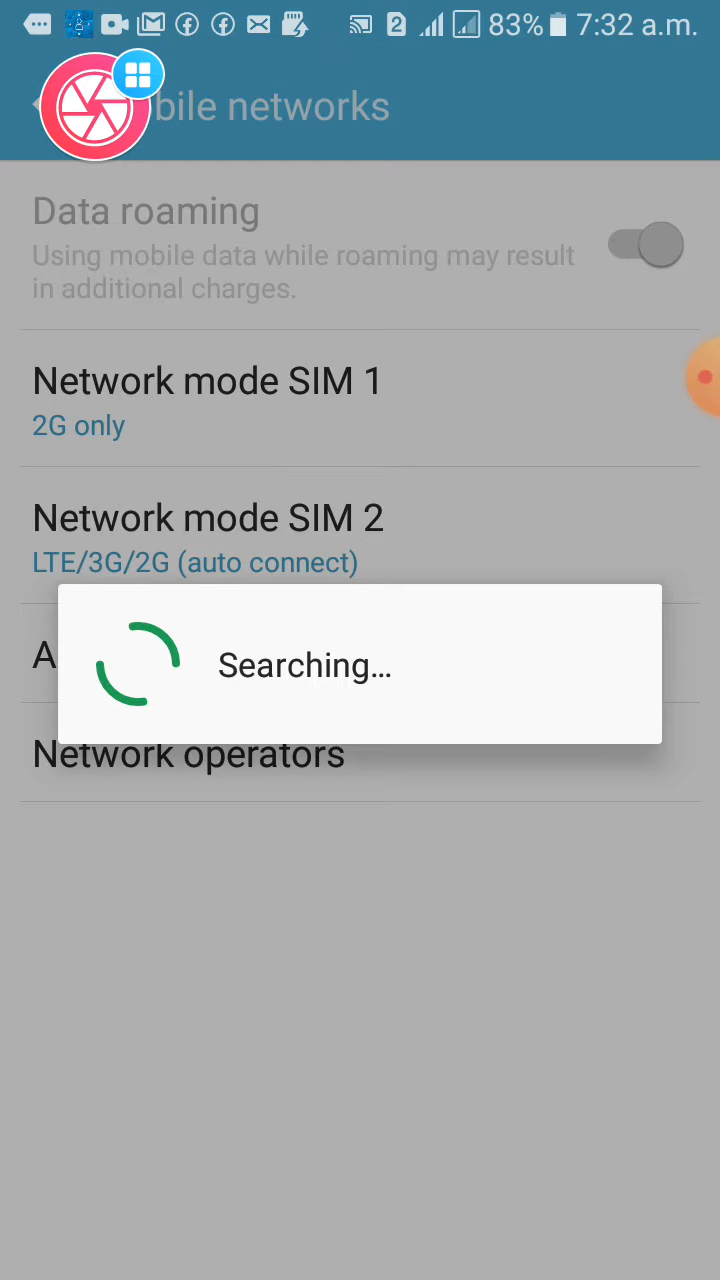 2 83% 7:32 a.m.
bile networks
Data roaming
Using mobile data while roaming may result
in additional charges.
Network mode SIM 1
2G only
Network mode SIM 2
LTE/3G/2G (auto connect)
A
Searching...
Network operators